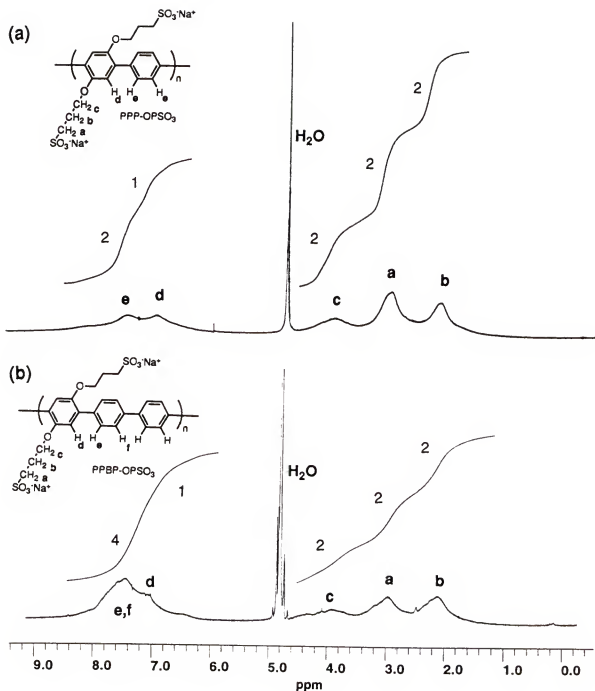 (a)
SO₃⁻Na⁺
O
n
O
H H H
d e e
CH₂ c
CH₂ b
CH₂ a
SO₃⁻Na⁺
PPP-OPSO₃
H₂O
2
2
2
1
2
e d
c a b
(b)
SO₃⁻Na⁺
O
n
O
H H H H H
d e f
CH₂ c
CH₂ b
CH₂ a
SO₃⁻Na⁺
PPBP-OPSO₃
H₂O
2
2
2
1
4
d
e,f
c a b
9.0 8.0 7.0 6.0 5.0 4.0 3.0 2.0 1.0 0.0
ppm